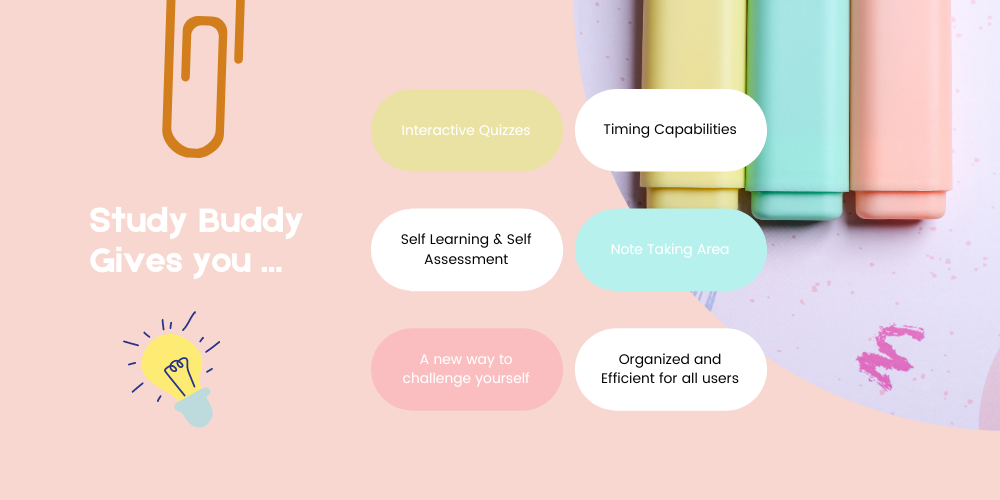 Study Buddy
Gives you ...
Interactive Quizzes
Timing Capabilities
Self Learning & Self
Assessment
Note Taking Area
A new way to
challenge yourself
Organized and
Efficient for all users